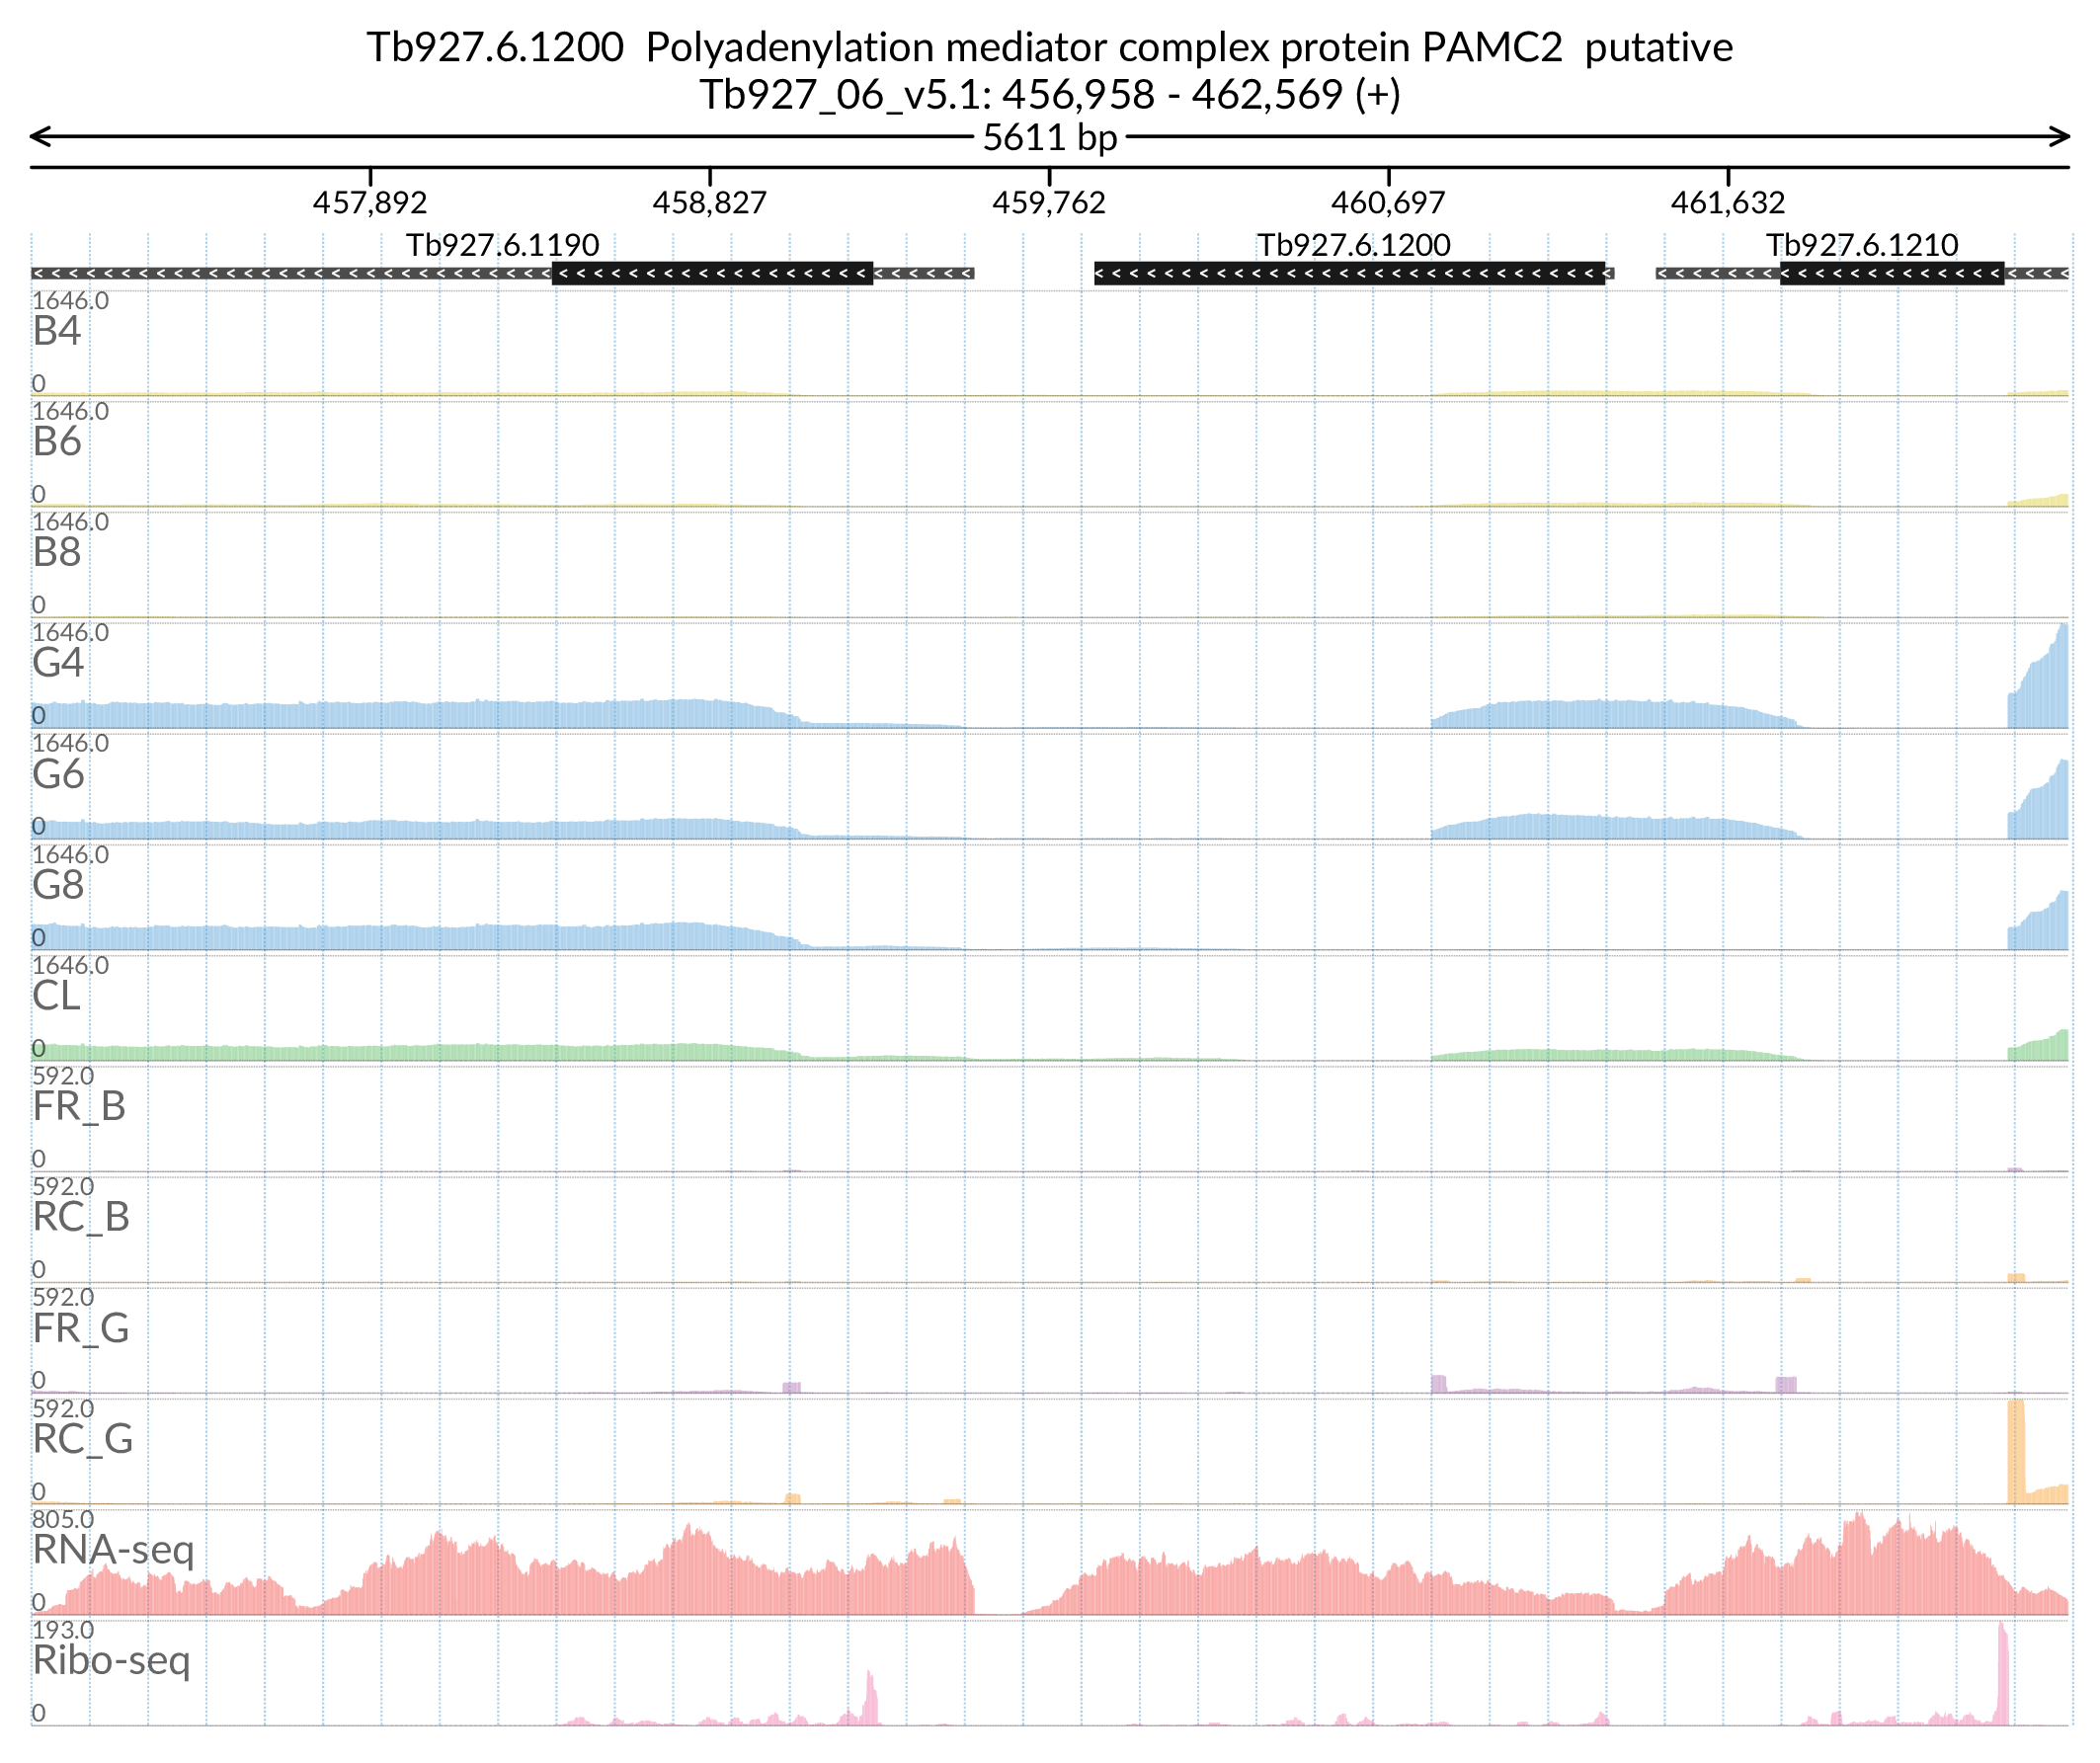 Tb927.6.1200  Polyadenylation mediator complex protein PAMC2  putative
Tb927_06_v5.1: 456,958 - 462,569 (+)
5611 bp
457,892 458,827 459,762 460,697 461,632
Tb927.6.1190 Tb927.6.1200 Tb927.6.1210
1646.0
B4
0
1646.0
B6
0
1646.0
B8
0
1646.0
G4
0
1646.0
G6
0
1646.0
G8
0
1646.0
CL
0
592.0
FR_B
0
592.0
RC_B
0
592.0
FR_G
0
592.0
RC_G
0
805.0
RNA-seq
0
193.0
Ribo-seq
0